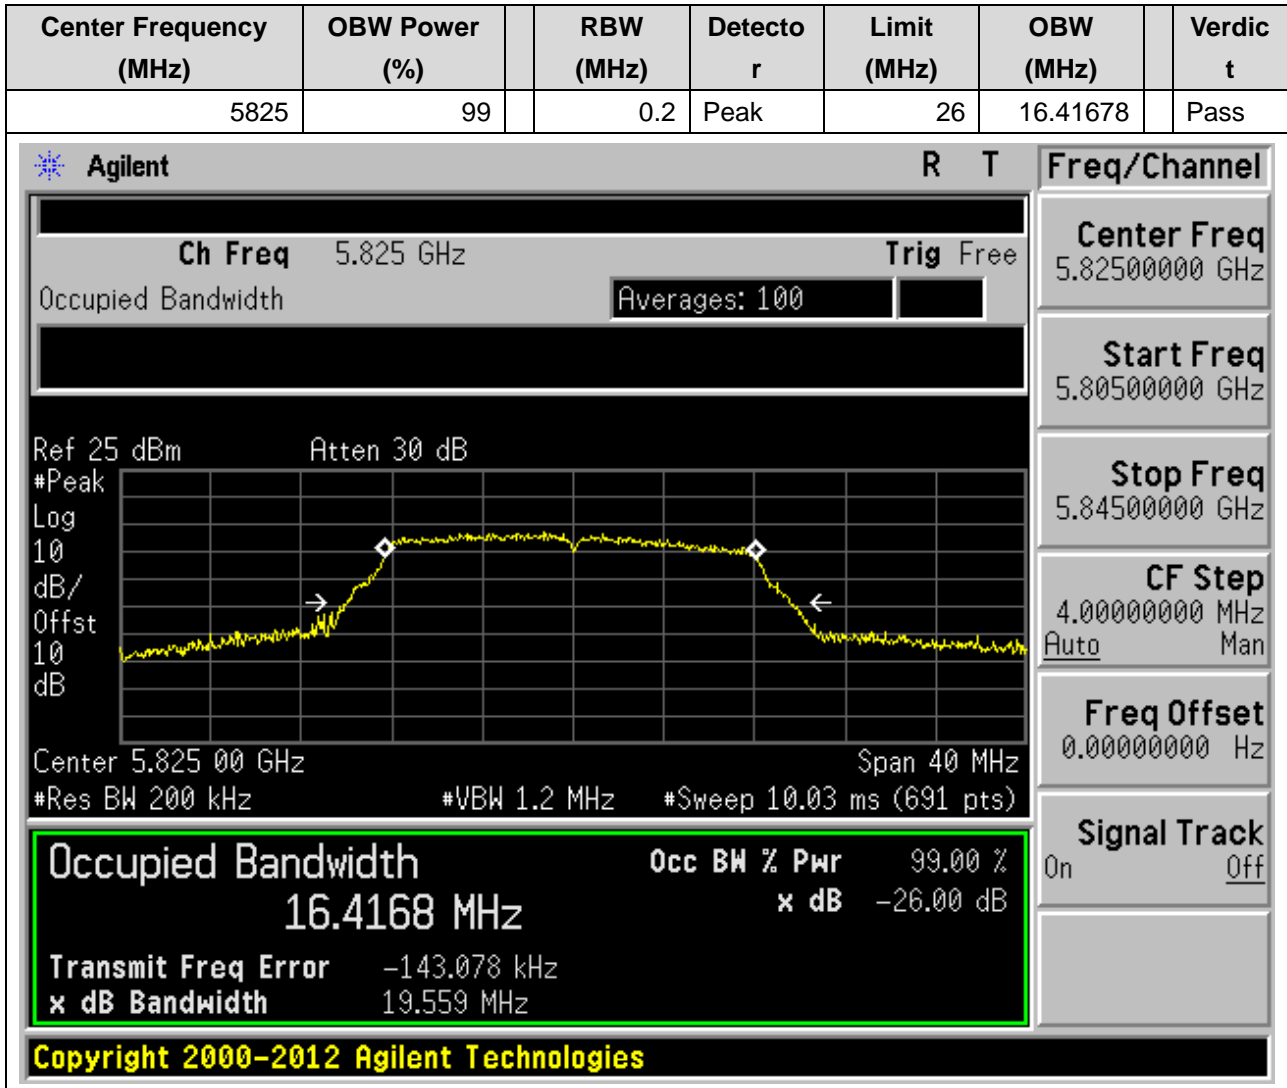 Center Frequency OBW Power RBW Detecto Limit OBW Verdic
(MHz) (%) (MHz) r (MHz) (MHz) t
5825 99 0.2 Peak 26 16.41678 Pass
Agilent R T Freq/Channel
Ch Freq 5.825 GHz Trig Free
Occupied Bandwidth Averages: 100
Center Freq
5.82500000 GHz
Start Freq
5.80500000 GHz
Stop Freq
5.84500000 GHz
CF Step
4.00000000 MHz
Auto Man
Freq Offset
0.00000000 Hz
Signal Track
On Off
Ref 25 dBm Atten 30 dB
#Peak
Log
10
dB/
Offst
10
dB
Center 5.825 00 GHz Span 40 MHz
#Res BW 200 kHz #VBW 1.2 MHz #Sweep 10.03 ms (691 pts)
Occupied Bandwidth Occ BW % Pwr 99.00 %
16.4168 MHz x dB -26.00 dB
Transmit Freq Error -143.078 kHz
x dB Bandwidth 19.559 MHz
Copyright 2000-2012 Agilent Technologies